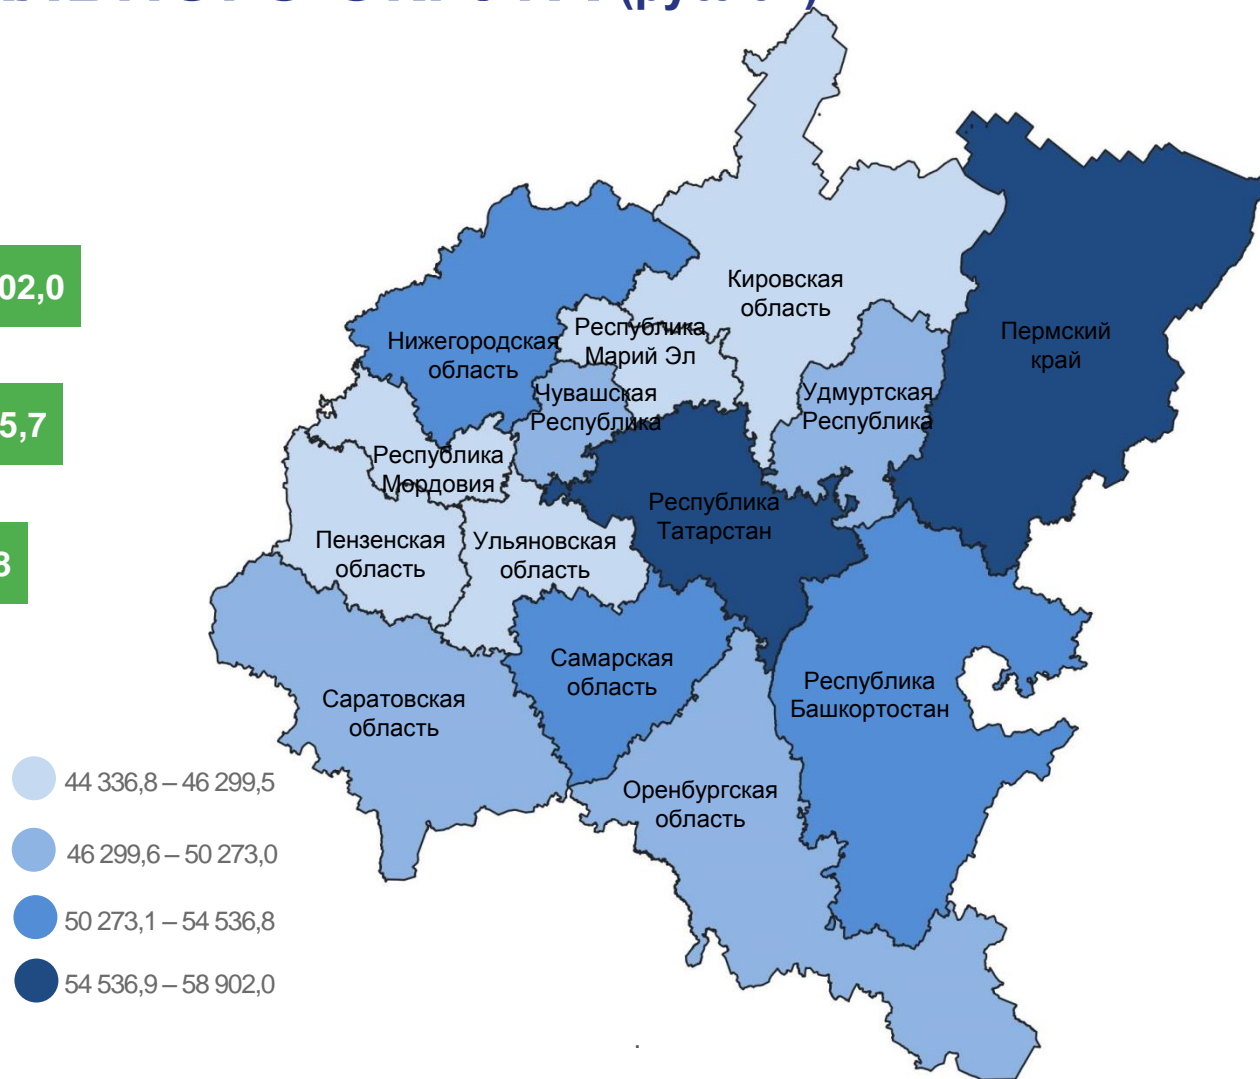 02,0
5,7
3
Кировская
область
Пермский
край
Республика
Марий Эл
Нижегородская
область
Чувашская
Республика
Удмуртская
Республика
Республика
Мордовия
Республика
Татарстан
Пензенская
область
Ульяновская
область
Самарская
область
Республика
Башкортостан
Саратовская
область
Оренбургская
область
44 336,8 – 46 299,5
46 299,6 – 50 273,0
50 273,1 – 54 536,8
54 536,9 – 58 902,0